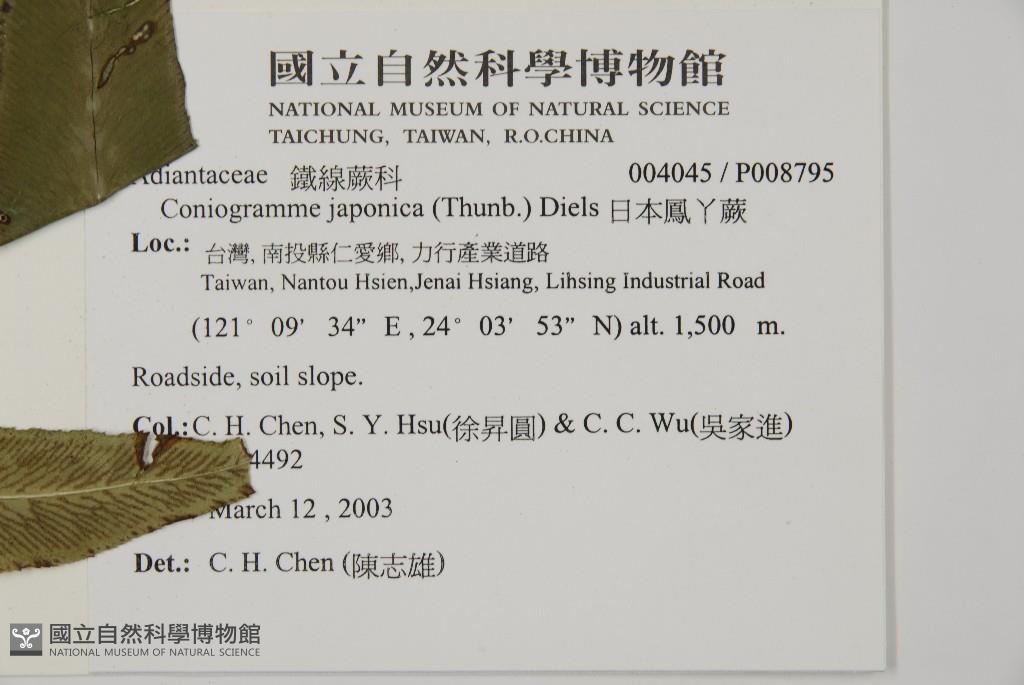 國立自然科學博物館
NATIONAL MUSEUM OF NATURAL SCIENCE
TAICHUNG, TAIWAN, R.O.CHINA
Adiantaceae 鐵線蕨科 004045 / P008795
Coniogramme japonica (Thunb.) Diels 日本鳳丫蕨
Loc.: 台灣, 南投縣仁愛鄉, 力行產業道路
Taiwan, Nantou Hsien,Jenai Hsiang, Lihsing Industrial Road
(121° 09’ 34” E , 24° 03’ 53” N) alt. 1,500 m.
Roadside, soil slope.
Col.:C. H. Chen, S. Y. Hsu(徐昇圓) & C. C. Wu(吳家進)
4492
March 12 , 2003
Det.: C. H. Chen (陳志雄)
國立自然科學博物館
NATIONAL MUSEUM OF NATURAL SCIENCE